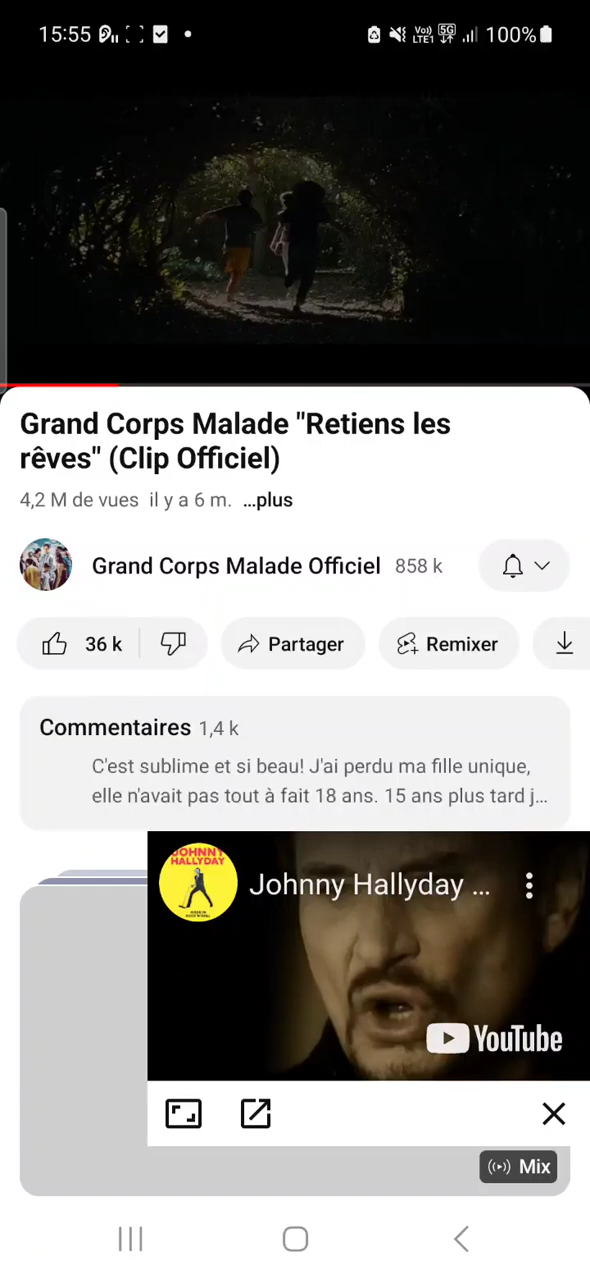 15:55
Vo) LTE1 5G 100%
Grand Corps Malade "Retiens les
rêves" (Clip Officiel)
4,2 M de vues il y a 6 m. ...plus
Grand Corps Malade Officiel 858 k
36 k Partager Remixer
Commentaires 1,4 k
C'est sublime et si beau! J'ai perdu ma fille unique,
elle n'avait pas tout à fait 18 ans. 15 ans plus tard j...
JOHNNY
HALLYDAY
Johnny Hallyday ...
YouTube
Mix